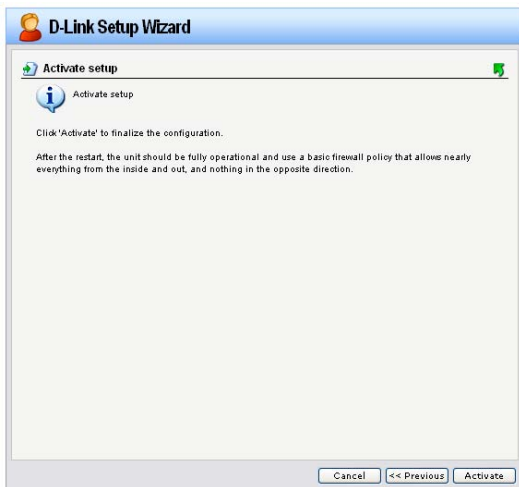 D-Link Setup Wizard
Activate setup
Activate setup
Click 'Activate' to finalize the configuration.
After the restart, the unit should be fully operational and use a basic firewall policy that allows nearly
everything from the inside and out, and nothing in the opposite direction.
Cancel
<< Previous
Activate